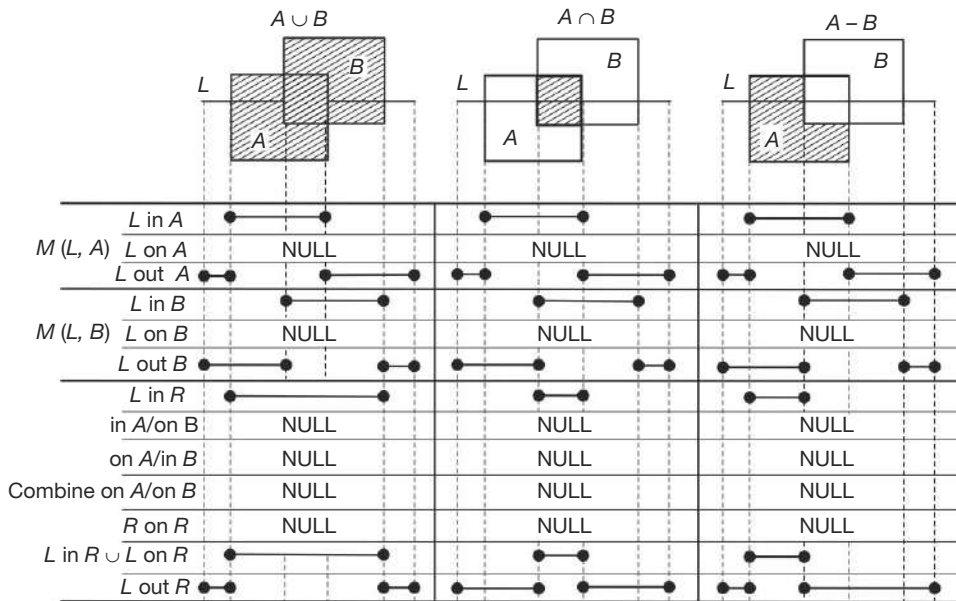 A ∪ B A ∩ B A – B
B B B
L L L
A A A
L in A
M (L, A) L on A NULL NULL NULL
L out A
L in B
M (L, B) L on B NULL NULL NULL
L out B
L in R
in A/on B NULL NULL NULL
on A/in B NULL NULL NULL
Combine on A/on B NULL NULL NULL
R on R NULL NULL NULL
L in R ∪ L on R
L out R